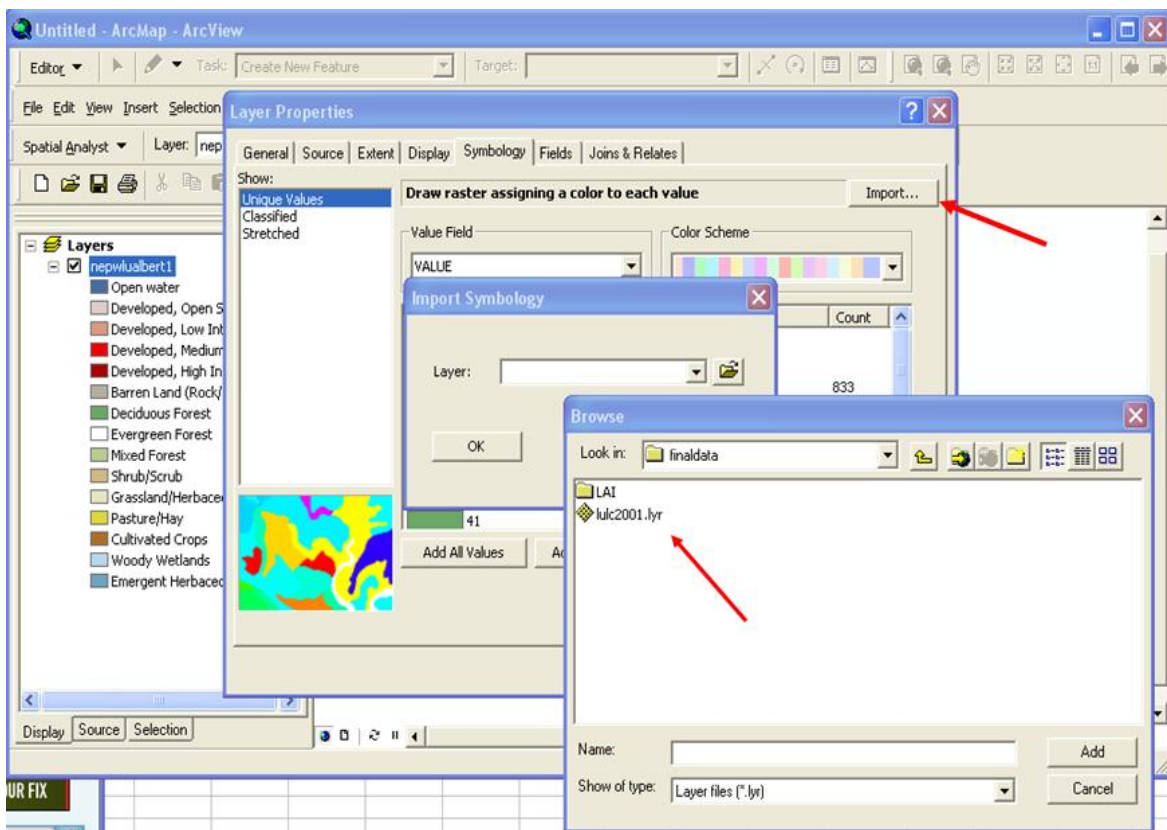 Untitled - ArcMap - ArcView
Editor Task: Create New Feature Target:
File Edit View Insert Selection
Spatial Analyst Layer: nep
Layer Properties
General Source Extent Display Symbology Fields Joins & Relates
Show:
Unique Values
Classified
Stretched
Draw raster assigning a color to each value
Import...
Value Field
VALUE
Color Scheme
Count
833
41
Add All Values
Layers
nepwlualbert1
Open water
Developed, Open S
Developed, Low Int
Developed, Medium
Developed, High In
Barren Land (Rock/
Deciduous Forest
Evergreen Forest
Mixed Forest
Shrub/Scrub
Grassland/Herbace
Pasture/Hay
Cultivated Crops
Woody Wetlands
Emergent Herbaced
Display Source Selection
Import Symbology
Layer:
OK
Browse
Look in: finaldata
LAI
lulc2001.lyr
Name:
Add
Show of type: Layer files (*.lyr)
Cancel
UR FIX